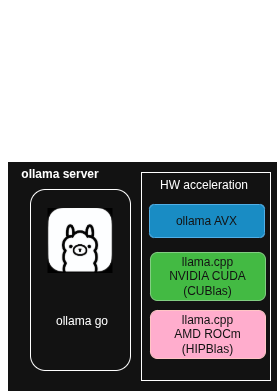 ollama server
HW acceleration
ollama AVX
llama.cpp
NVIDIA CUDA
(CUBlas)
ollama go
llama.cpp
AMD ROCm
(HIPBlas)